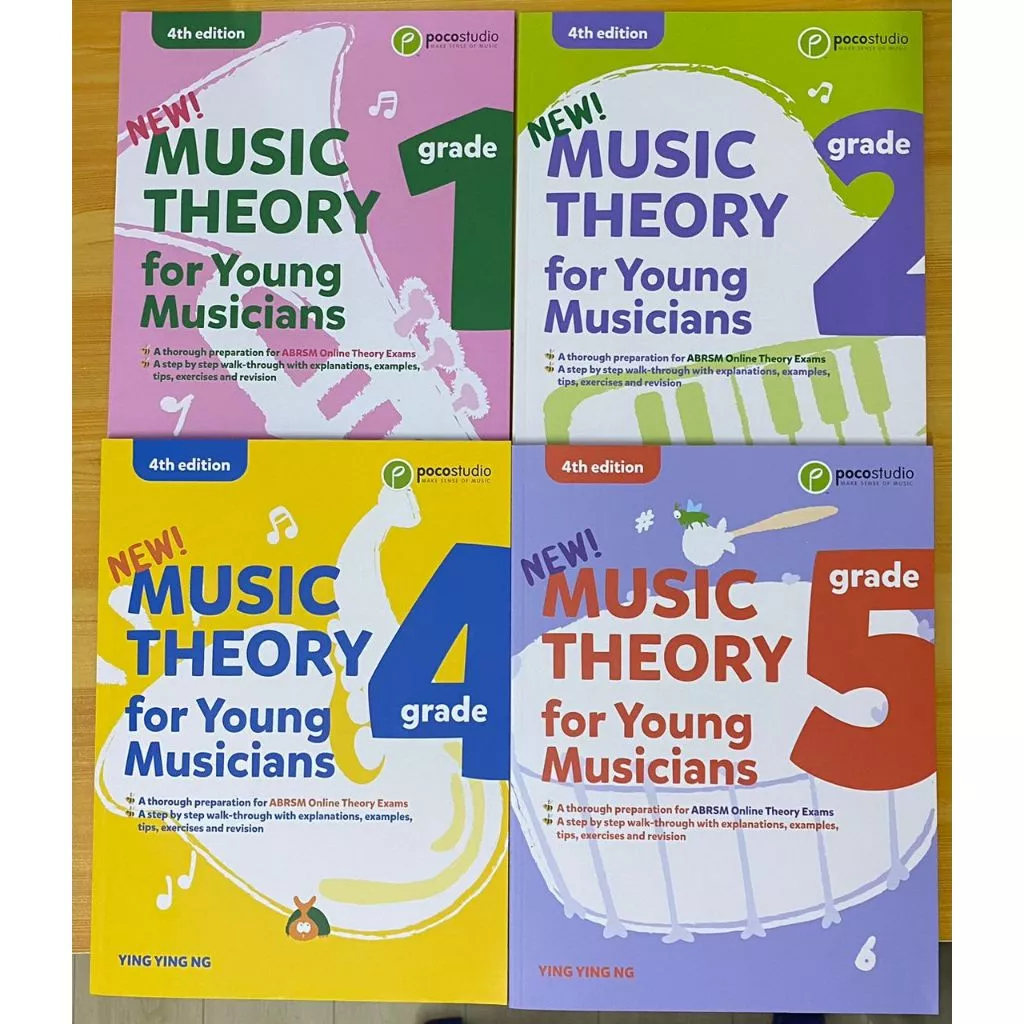 4th edition
pocostudio
MAKE SENSE OF MUSIC
NEW!
MUSIC
THEORY
for Young
Musicians
grade
1
A thorough preparation for ABRSM Online Theory Exams
A step by step walk-through with explanations, examples,
tips, exercises and revision
4th edition
pocostudio
MAKE SENSE OF MUSIC
NEW!
MUSIC
THEORY
for Young
Musicians
grade
2
A thorough preparation for ABRSM Online Theory Exams
A step by step walk-through with explanations, examples,
tips, exercises and revision
4th edition
pocostudio
MAKE SENSE OF MUSIC
NEW!
MUSIC
THEORY
for Young
Musicians
4
grade
A thorough preparation for ABRSM Online Theory Exams
A step by step walk-through with explanations, examples,
tips, exercises and revision
YING YING NG
4th edition
pocostudio
MAKE SENSE OF MUSIC
#
NEW!
MUSIC
THEORY
for Young
Musicians
grade
5
A thorough preparation for ABRSM Online Theory Exams
A step by step walk-through with explanations, examples,
tips, exercises and revision
YING YING NG
6